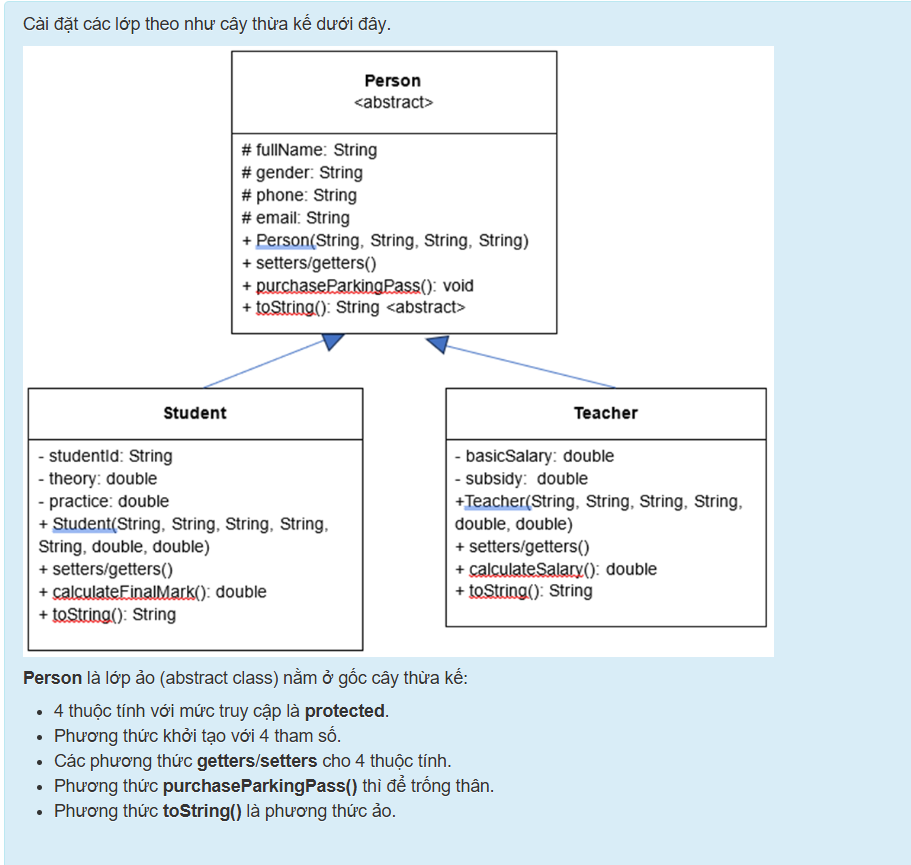 Cài đặt các lớp theo như cây thừa kế dưới đây.
Person
<abstract>
# fullName: String
# gender: String
# phone: String
# email: String
+ Person(String, String, String, String)
+ setters/getters()
+ purchaseParkingPass(): void
+ toString(): String <abstract>
Student
- studentId: String
- theory: double
- practice: double
+ Student(String, String, String, String,
String, double, double)
+ setters/getters()
+ calculateFinalMark(): double
+ toString(): String
Teacher
- basicSalary: double
- subsidy: double
+Teacher(String, String, String, String,
double, double)
+ setters/getters()
+ calculateSalary(): double
+ toString(): String
Person là lớp ảo (abstract class) nằm ở gốc cây thừa kế:
• 4 thuộc tính với mức truy cập là protected.
• Phương thức khởi tạo với 4 tham số.
• Các phương thức getters/setters cho 4 thuộc tính.
• Phương thức purchaseParkingPass() thì để trống thân.
• Phương thức toString() là phương thức ảo.